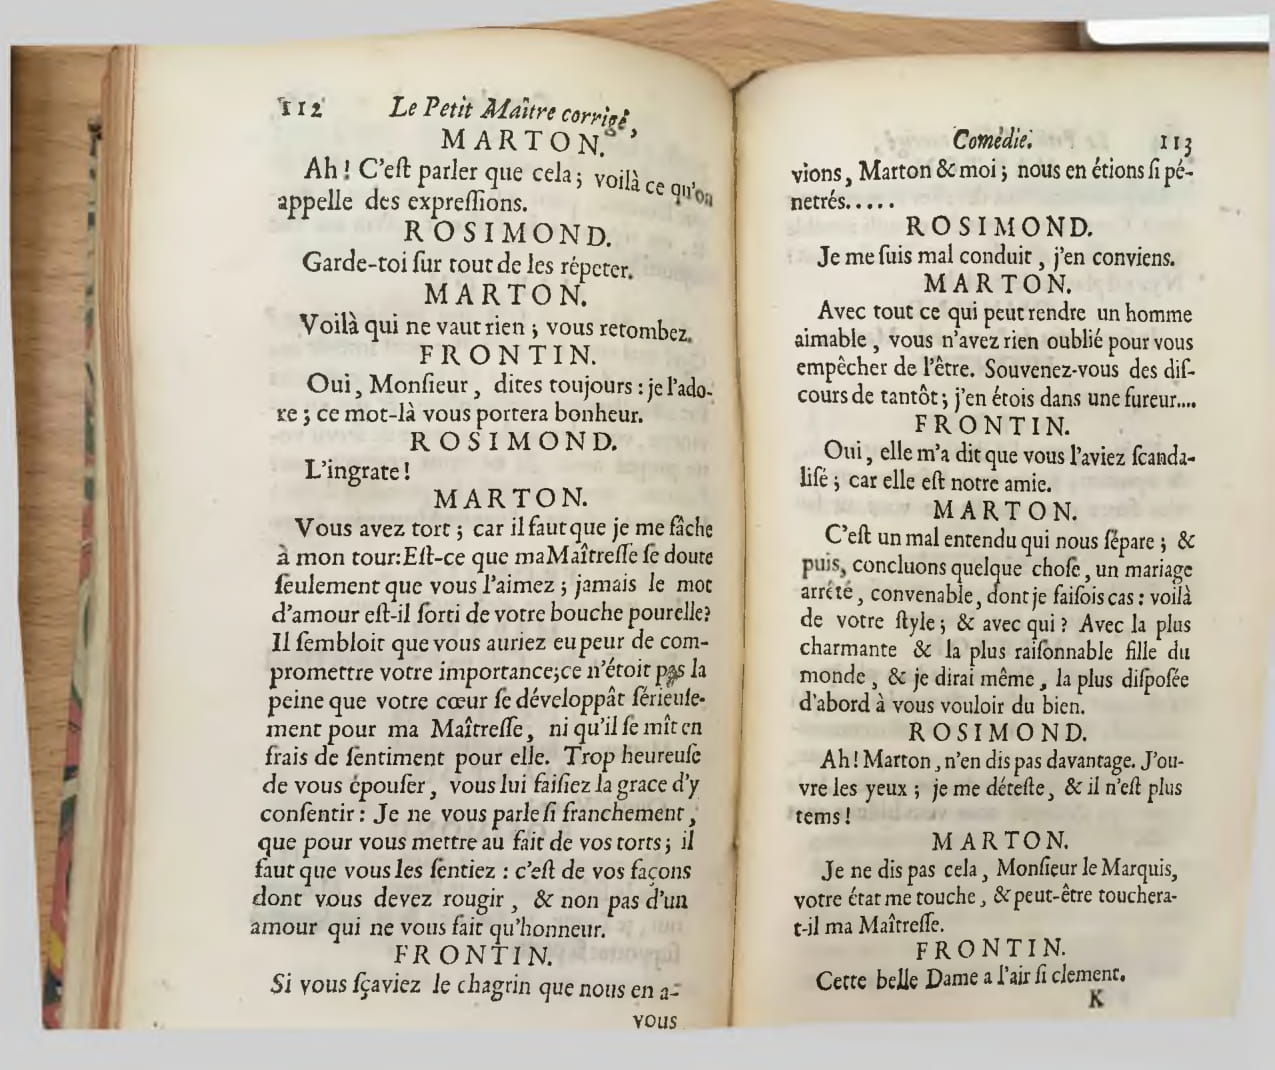 112 Le Petit Maître corrigé,
MARTON.
Ah ! C'eſt parler que cela ; voilà ce qu'on
appelle des expreſſions.
ROSIMOND.
Garde-toi ſur tout de les répeter.
MARTON.
Voilà qui ne vaut rien ; vous retombez.
FRONTIN.
Oui, Monſieur, dites toujours : je l'ado-
re ; ce mot-là vous portera bonheur.
ROSIMOND.
L'ingrate !
MARTON.
Vous avez tort ; car il faut que je me fâche
à mon tour: Eſt-ce que ma Maîtreſſe ſe doute
ſeulement que vous l'aimez ; jamais le mot
d'amour eſt-il ſorti de votre bouche pour elle?
Il ſembloit que vous auriez eu peur de com-
promettre votre importance; ce n'étoit pas la
peine que votre cœur ſe développât ſérieuſe-
ment pour ma Maîtreſſe, ni qu'il ſe mît en
frais de ſentiment pour elle. Trop heureuſe
de vous épouſer, vous lui faiſiez la grace d'y
conſentir : Je ne vous parle ſi franchement,
que pour vous mettre au fait de vos torts ; il
faut que vous les ſentiez : c'eſt de vos façons
dont vous devez rougir, & non pas d'un
amour qui ne vous fait qu'honneur.
FRONTIN.
Si vous ſçaviez le chagrin que nous en a-
vous
Comédie. 113
vions, Marton & moi ; nous en étions ſi pé-
netrés.....
ROSIMOND.
Je me ſuis mal conduit, j'en conviens.
MARTON.
Avec tout ce qui peut rendre un homme
aimable, vous n'avez rien oublié pour vous
empêcher de l'être. Souvenez-vous des diſ-
cours de tantôt ; j'en étois dans une fureur....
FRONTIN.
Oui, elle m'a dit que vous l'aviez ſcanda-
liſé ; car elle eſt notre amie.
MARTON.
C'eſt un mal entendu qui nous ſépare ; &
puis, concluons quelque choſe, un mariage
arrêté, convenable, dont je faiſois cas : voilà
de votre ſtyle ; & avec qui ? Avec la plus
charmante & la plus raiſonnable fille du
monde, & je dirai même, la plus diſpoſée
d'abord à vous vouloir du bien.
ROSIMOND.
Ah ! Marton, n'en dis pas davantage. J'ou-
vre les yeux ; je me déteſte, & il n'eſt plus
tems !
MARTON.
Je ne dis pas cela, Monſieur le Marquis,
votre état me touche, & peut-être touchera-
t-il ma Maîtreſſe.
FRONTIN.
Cette belle Dame a l'air ſi clement.
K